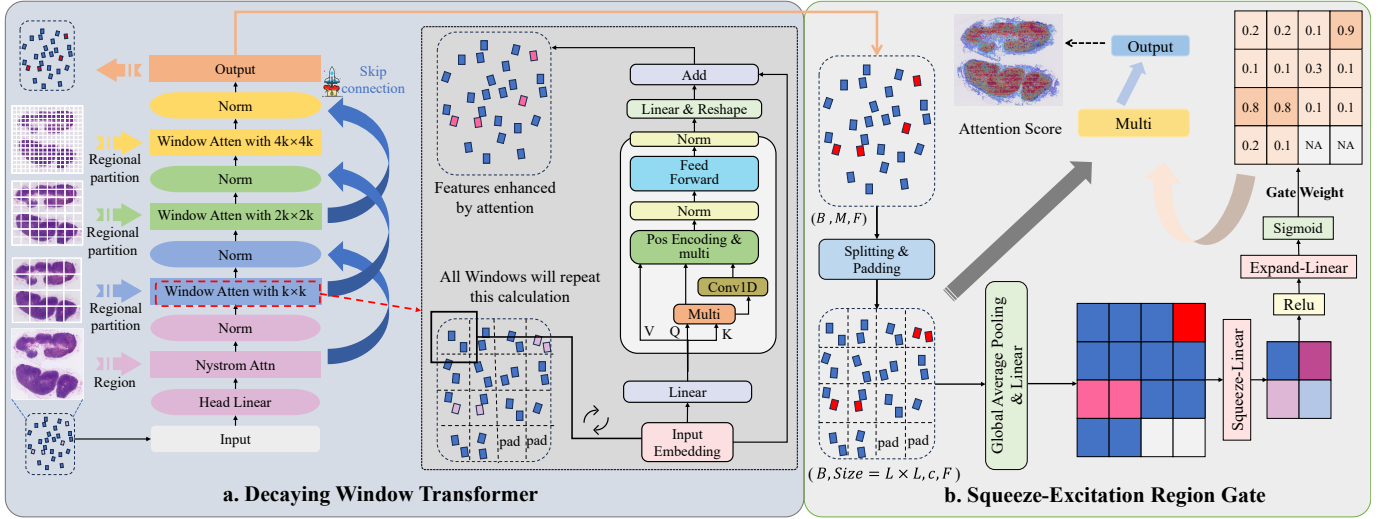 Output
Skip
connection
Norm
Window Atten with 4k×4k
Regional
partition
Norm
Window Atten with 2k×2k
Regional
partition
Norm
Window Atten with k×k
Regional
partition
Norm
Nystrom Attn
Region
Head Linear
Input
a. Decaying Window Transformer
Features enhanced
by attention
All Windows will repeat
this calculation
pad
pad
Add
Linear & Reshape
Norm
Feed
Forward
Norm
Pos Encoding &
multi
Conv1D
Multi
V
Q
K
Linear
Input
Embedding
(B, M, F)
Splitting &
Padding
pad
pad
(B, Size = L × L, c, F)
Attention Score
Output
Multi
0.2 0.2 0.1 0.9
0.1 0.1 0.3 0.1
0.8 0.8 0.1 0.1
0.2 0.1 NA NA
Gate Weight
Sigmoid
Expand-Linear
Relu
Squeeze-Linear
Global Average Pooling
& Linear
b. Squeeze-Excitation Region Gate